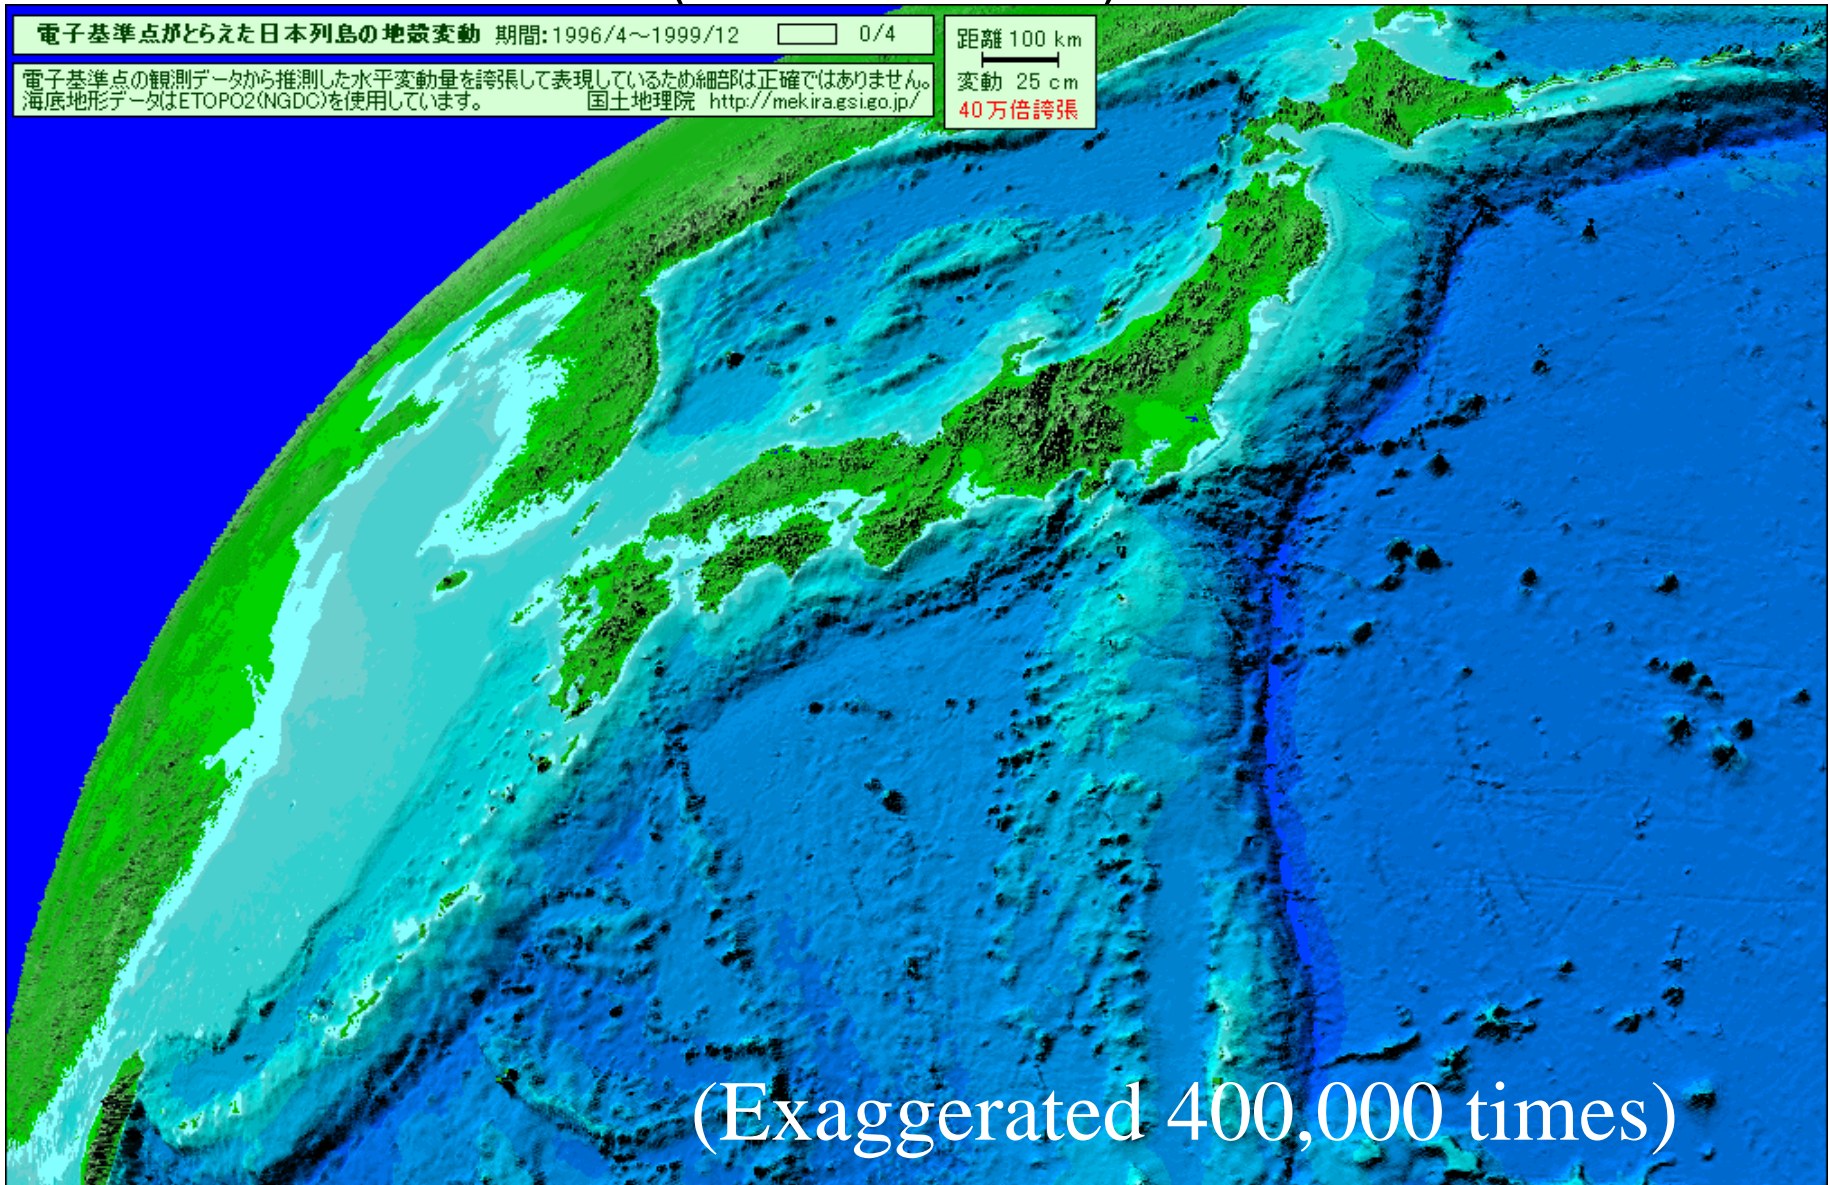 電子基準点がとらえた日本列島の地殻変動 期間:1996/4～1999/12 0/4
電子基準点の観測データから推測した水平変動量を誇張して表現しているため細部は正確ではありません。
海底地形データはETOPO2(NGDC)を使用しています。 国土地理院 http://mekira.gsi.go.jp/
距離 100 km
変動 25 cm
40万倍誇張
(Exaggerated 400,000 times)